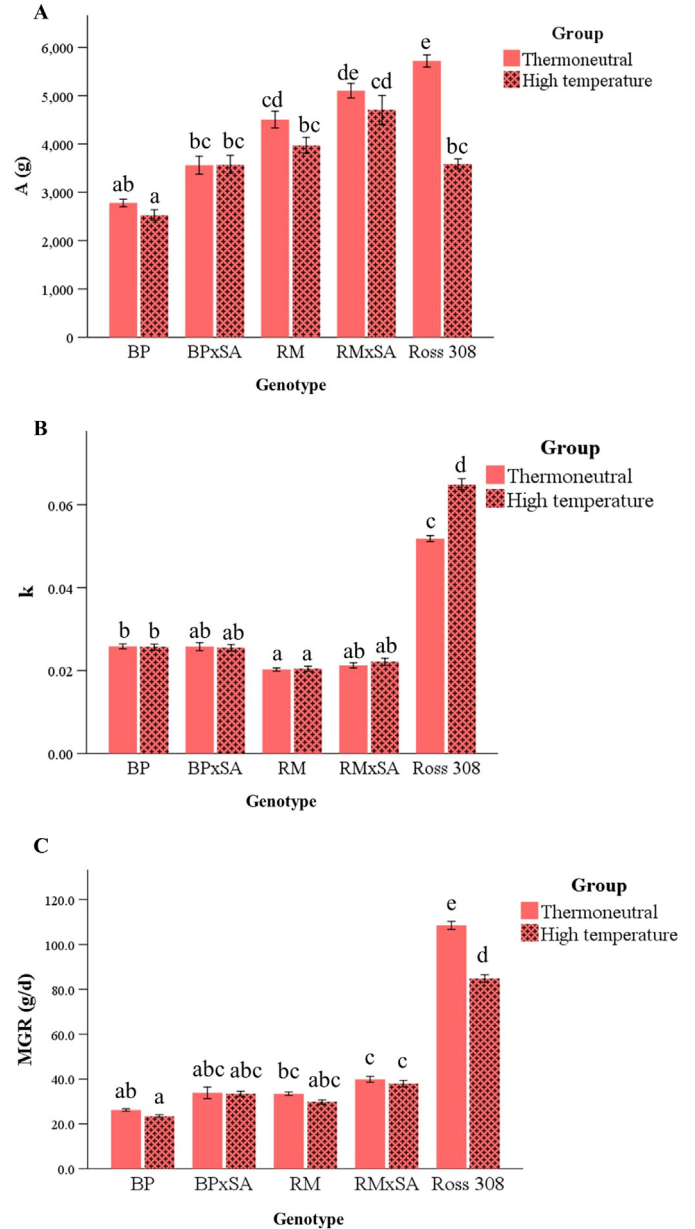 A
Group
Thermoneutral
High temperature
A (g)
6,000
5,000
4,000
3,000
2,000
1,000
0
ab a bc bc cd bc de cd e bc
BP BPxSA RM RMxSA Ross 308
Genotype
B
Group
Thermoneutral
High temperature
k
0.06
0.04
0.02
0.00
b b ab ab a a ab ab c d
BP BPxSA RM RMxSA Ross 308
Genotype
C
Group
Thermoneutral
High temperature
MGR (g/d)
120.0
100.0
80.0
60.0
40.0
20.0
0.0
ab a abc abc bc abc c c e d
BP BPxSA RM RMxSA Ross 308
Genotype